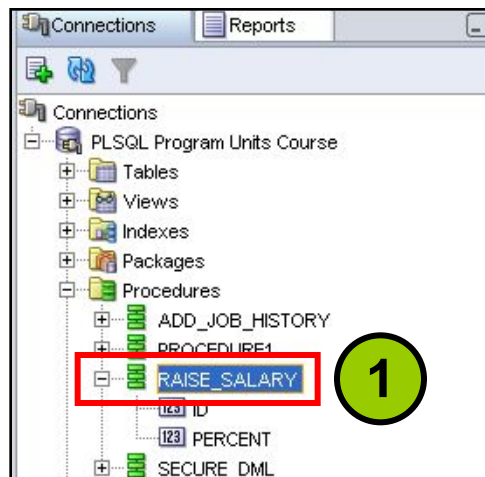 Connections Reports
Connections
PLSQL Program Units Course
Tables
Views
Indexes
Packages
Procedures
ADD_JOB_HISTORY
PROCEDURE1
RAISE_SALARY
1
123 ID
123 PERCENT
SECURE_DML